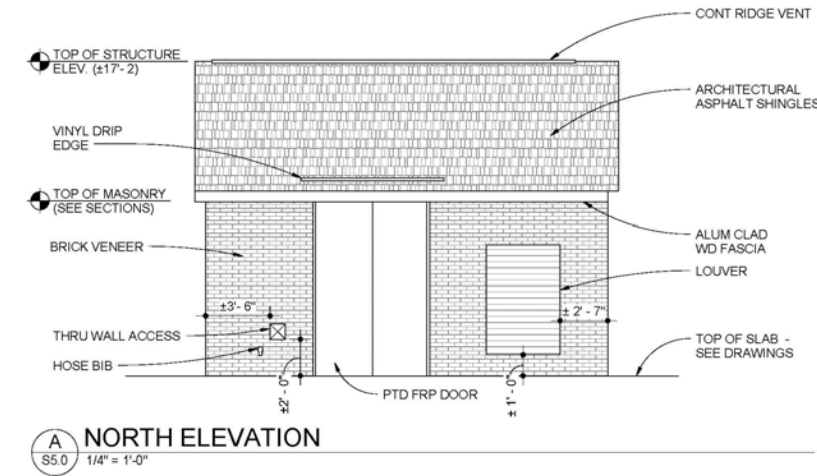 CONT RIDGE VENT
TOP OF STRUCTURE
ELEV. (±17'- 2)
ARCHITECTURAL
ASPHALT SHINGLES
VINYL DRIP
EDGE
TOP OF MASONRY
(SEE SECTIONS)
BRICK VENEER
ALUM CLAD
WD FASCIA
LOUVER
±3'- 6"
± 2'- 7"
THRU WALL ACCESS
HOSE BIB
TOP OF SLAB -
SEE DRAWINGS
±2' - 0"
PTD FRP DOOR
± 1' - 0"
A
S5.0
NORTH ELEVATION
1/4" = 1'-0"